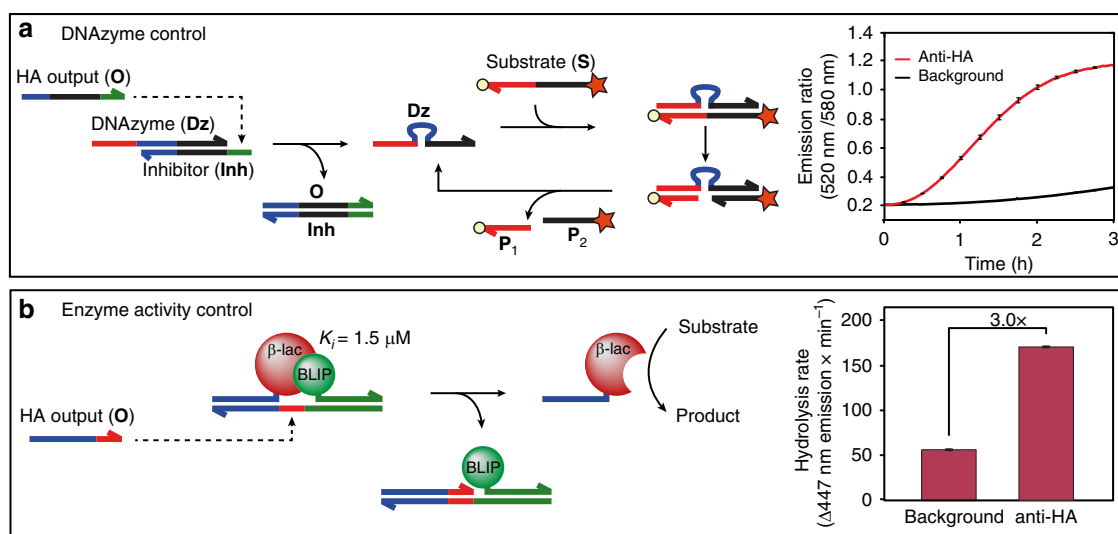 a
DNAzyme control
HA output (O)
DNAzyme (Dz)
Inhibitor (Inh)
O
Inh
Dz
Substrate (S)
P1
P2
Emission ratio
(520 nm /580 nm)
1.4
1.2
1.0
0.8
0.6
0.4
0.2
Anti-HA
Background
0
1
2
3
Time (h)
b
Enzyme activity control
HA output (O)
β-lac
BLIP
Ki = 1.5 μM
BLIP
β-lac
Substrate
Product
Hydrolysis rate
(Δ447 nm emission × min⁻¹)
200
150
100
50
0
3.0×
Background
anti-HA